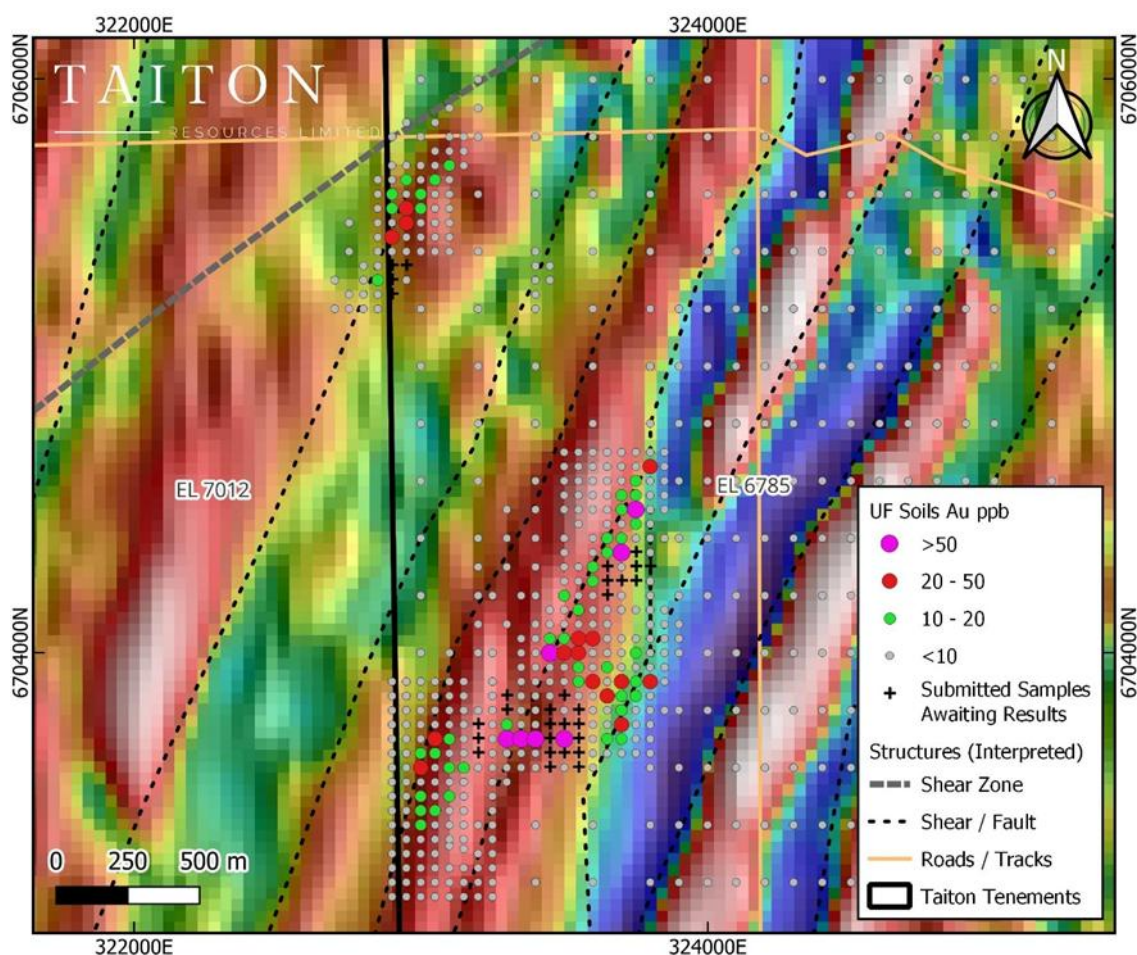 322000E
324000E
6706000N
6706000N
TAITON
RESOURCES LIMITED
N
EL 7012
EL 6785
UF Soils Au ppb
>50
20 - 50
10 - 20
<10
Submitted Samples
Awaiting Results
Structures (Interpreted)
Shear Zone
Shear / Fault
Roads / Tracks
Taiton Tenements
6704000N
6704000N
0 250 500 m
322000E
324000E